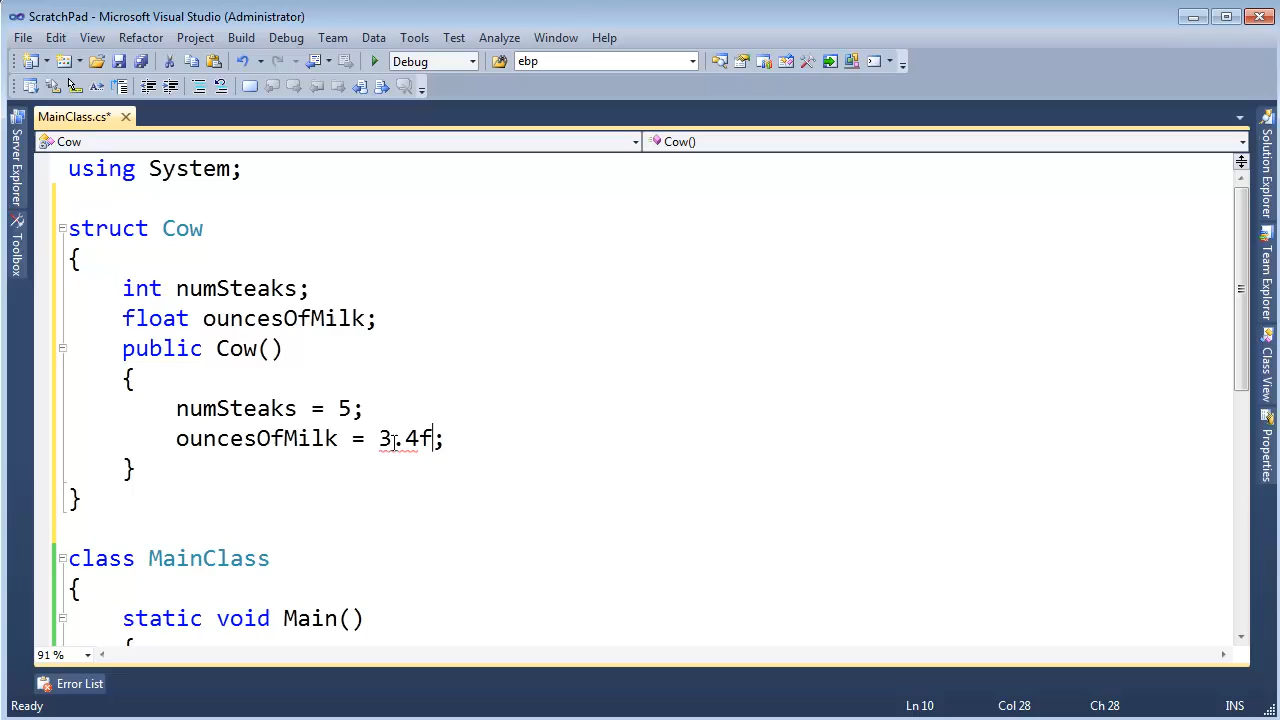 ScratchPad - Microsoft Visual Studio (Administrator)
File Edit View Refactor Project Build Debug Team Data Tools Test Analyze Window Help
Debug ebp
MainClass.cs*
Cow Cow()
using System;
struct Cow
{
int numSteaks;
float ouncesOfMilk;
public Cow()
{
numSteaks = 5;
ouncesOfMilk = 3.4f;
}
}
class MainClass
{
static void Main()
{
91 %
Error List
Ready Ln 10 Col 28 Ch 28 INS
Server Explorer
Toolbox
Solution Explorer
Team Explorer
Class View
Properties